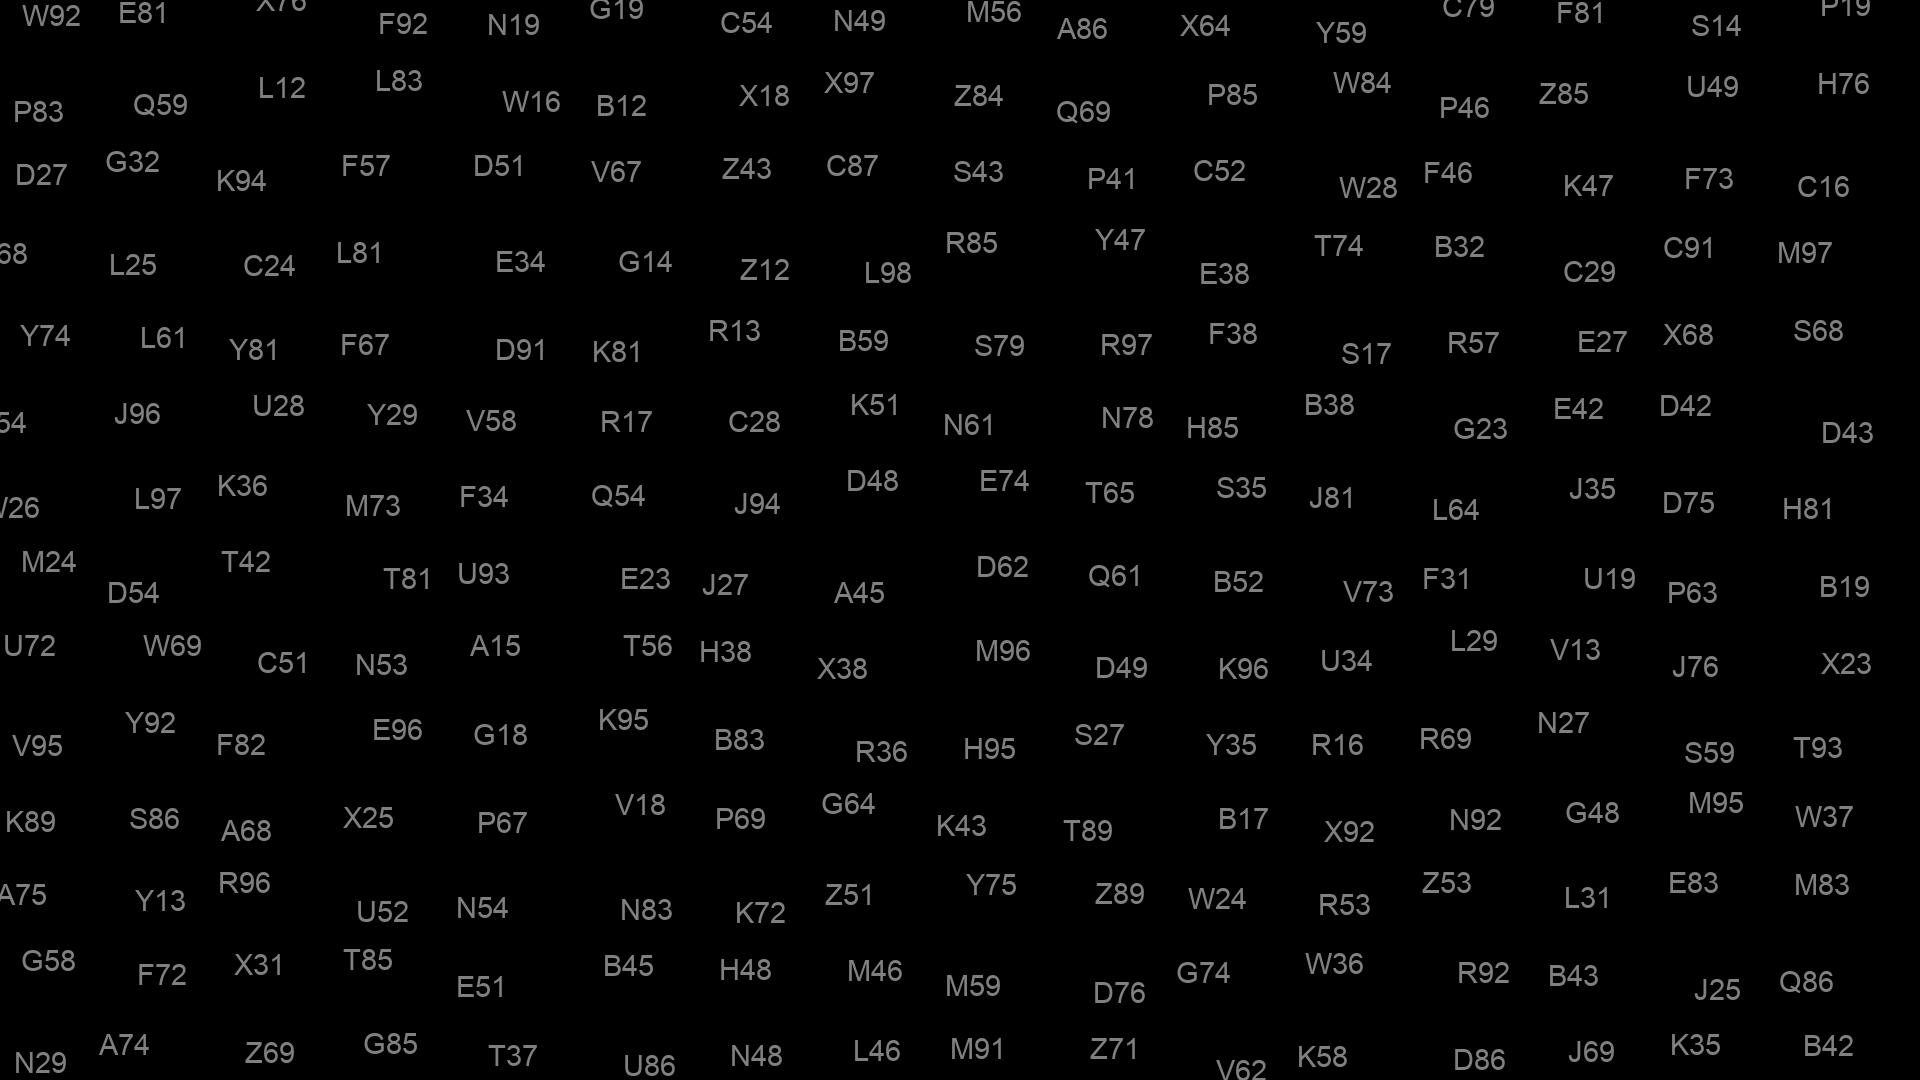 W92 E81 X76 F92 N19 G19 C54 N49 M56 A86 X64 Y59 C79 F81 S14 P19
P83 Q59 L12 L83 W16 B12 X18 X97 Z84 Q69 P85 W84 P46 Z85 U49 H76
D27 G32 K94 F57 D51 V67 Z43 C87 S43 P41 C52 W28 F46 K47 F73 C16
68 L25 C24 L81 E34 G14 Z12 L98 R85 Y47 E38 T74 B32 C29 C91 M97
Y74 L61 Y81 F67 D91 K81 R13 B59 S79 R97 F38 S17 R57 E27 X68 S68
54 J96 U28 Y29 V58 R17 C28 K51 N61 N78 H85 B38 G23 E42 D42 D43
W26 L97 K36 M73 F34 Q54 J94 D48 E74 T65 S35 J81 L64 J35 D75 H81
M24 D54 T42 T81 U93 E23 J27 A45 D62 Q61 B52 V73 F31 U19 P63 B19
U72 W69 C51 N53 A15 T56 H38 X38 M96 D49 K96 U34 L29 V13 J76 X23
V95 Y92 F82 E96 G18 K95 B83 R36 H95 S27 Y35 R16 R69 N27 S59 T93
K89 S86 A68 X25 P67 V18 P69 G64 K43 T89 B17 X92 N92 G48 M95 W37
A75 Y13 R96 U52 N54 N83 K72 Z51 Y75 Z89 W24 R53 Z53 L31 E83 M83
G58 F72 X31 T85 E51 B45 H48 M46 M59 D76 G74 W36 R92 B43 J25 Q86
N29 A74 Z69 G85 T37 U86 N48 L46 M91 Z71 V62 K58 D86 J69 K35 B42